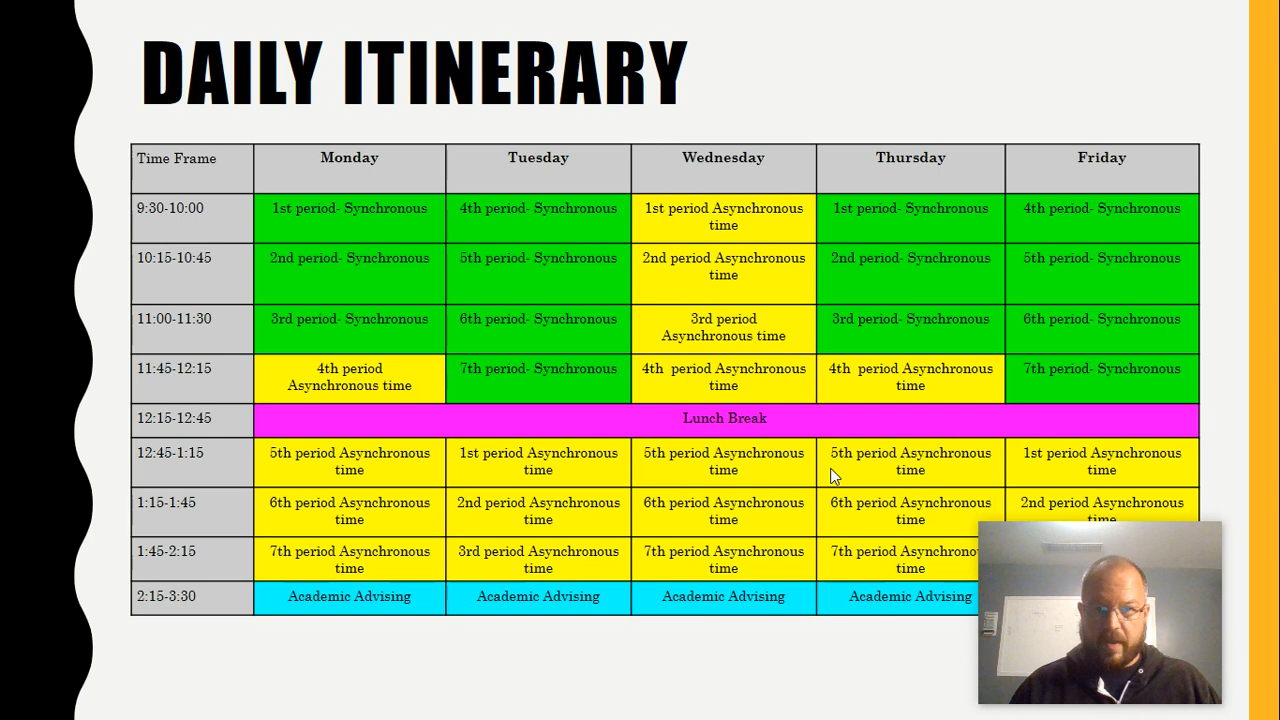 DAILY ITINERARY
Time Frame
Monday
Tuesday
Wednesday
Thursday
Friday
9:30-10:00
1st period- Synchronous
4th period- Synchronous
1st period Asynchronous
time
1st period- Synchronous
4th period- Synchronous
10:15-10:45
2nd period- Synchronous
5th period- Synchronous
2nd period Asynchronous
time
2nd period- Synchronous
5th period- Synchronous
11:00-11:30
3rd period- Synchronous
6th period- Synchronous
3rd period
Asynchronous time
3rd period- Synchronous
6th period- Synchronous
11:45-12:15
4th period
Asynchronous time
7th period- Synchronous
4th  period Asynchronous
time
4th  period Asynchronous
time
7th period- Synchronous
12:15-12:45
Lunch Break
12:45-1:15
5th period Asynchronous
time
1st period Asynchronous
time
5th period Asynchronous
time
5th period Asynchronous
time
1st period Asynchronous
time
1:15-1:45
6th period Asynchronous
time
2nd period Asynchronous
time
6th period Asynchronous
time
6th period Asynchronous
time
2nd period Asynchronous
time
1:45-2:15
7th period Asynchronous
time
3rd period Asynchronous
time
7th period Asynchronous
time
7th period
time
2:15-3:30
Academic Advising
Academic Advising
Academic Advising
Academic Advising